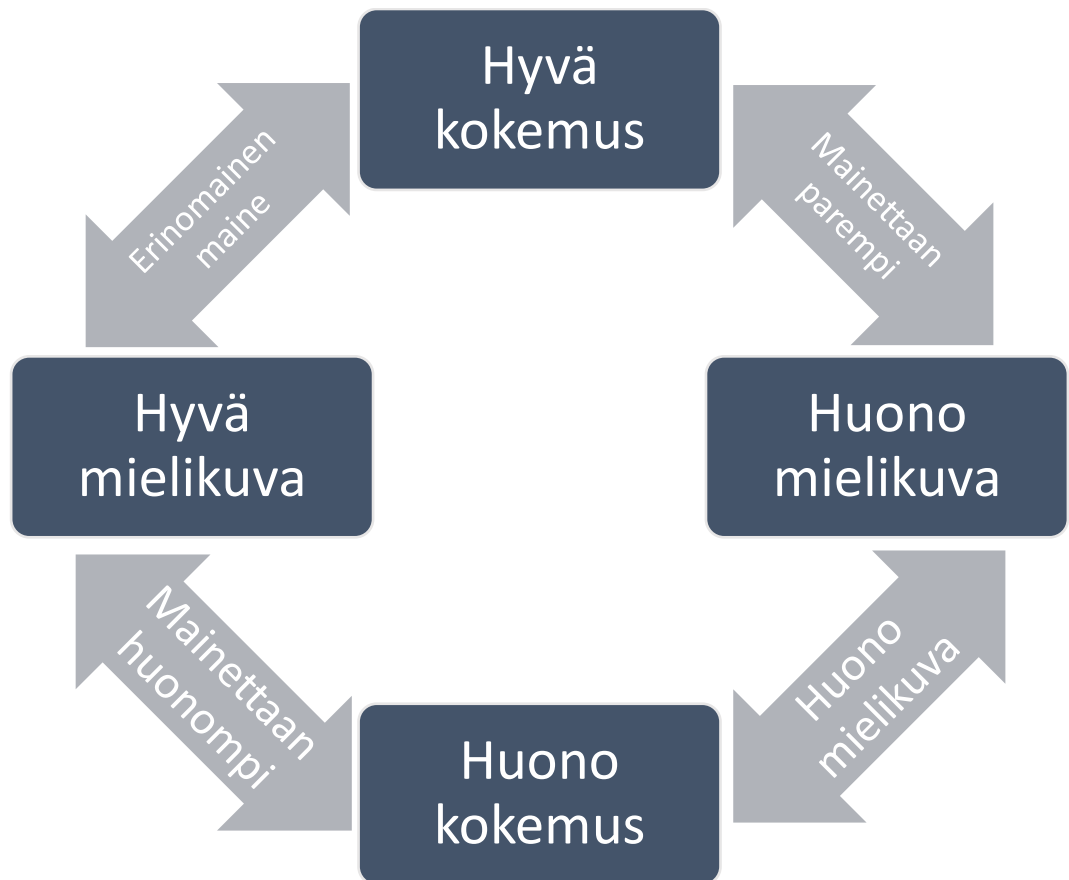 Hyvä
kokemus
Erinomainen
maine
Mainettaan
parempi
Hyvä
mielikuva
Huono
mielikuva
Mainettaan
huonompi
Huono
mielikuva
Huono
kokemus